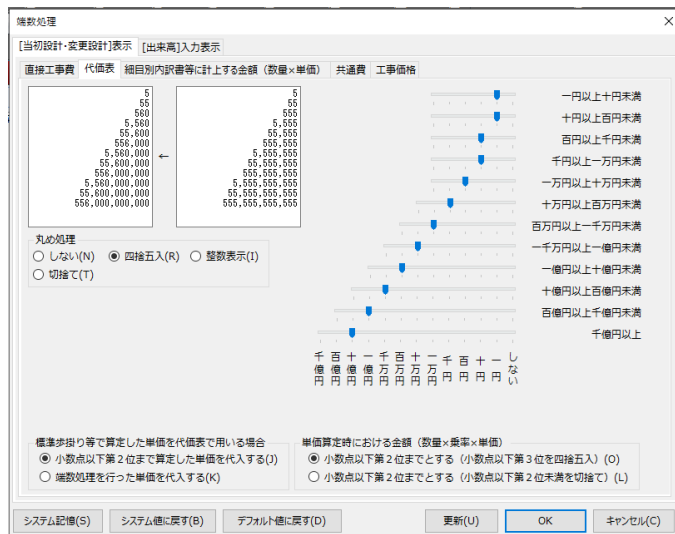 端数処理
[当初設計・変更設計]表示 [出来高]入力表示
直接工事費 代価表 細目別内訳書等に計上する金額（数量×単価） 共通費 工事価格
5
55
560
5,560
55,600
556,000
5,560,000
55,600,000
556,000,000
5,560,000,000
55,600,000,000
556,000,000,000
←
5
55
555
5,555
55,555
555,555
5,555,555
55,555,555
555,555,555
5,555,555,555
55,555,555,555
555,555,555,555
一円以上十円未満
十円以上百円未満
百円以上千円未満
千円以上一万円未満
一万円以上十万円未満
十万円以上百万円未満
百万円以上一千万円未満
一千万円以上一億円未満
一億円以上十億円未満
十億円以上百億円未満
百億円以上千億円未満
千億円以上
千億円 百億円 十億円 一億円 千万円 百万円 十万円 一万円 千円 百円 十円 一円 しない
丸め処理
しない(N) 四捨五入(R) 整数表示(I)
切捨て(T)
標準歩掛り等で算定した単価を代価表で用いる場合
小数点以下第２位まで算定した単価を代入する(J)
端数処理を行った単価を代入する(K)
単価算定時における金額（数量×乗率×単価）
小数点以下第２位までとする（小数点以下第３位を四捨五入）(O)
小数点以下第２位までとする（小数点以下第２位未満を切捨て）(L)
システム記憶(S) システム値に戻す(B) デフォルト値に戻す(D) 更新(U) OK キャンセル(C)